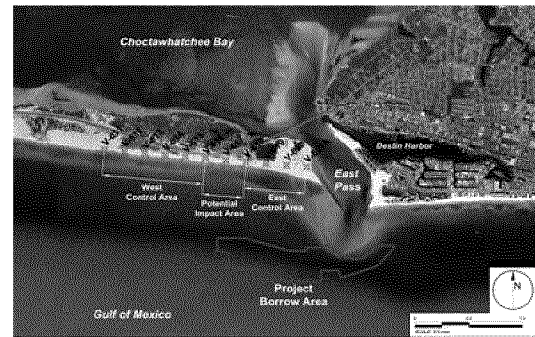 Choctawhatchee Bay
Destin Harbor
East
Pass
West
Control Area
Potential
Impact Area
East
Control Area
Project
Borrow Area
Gulf of Mexico
N
0